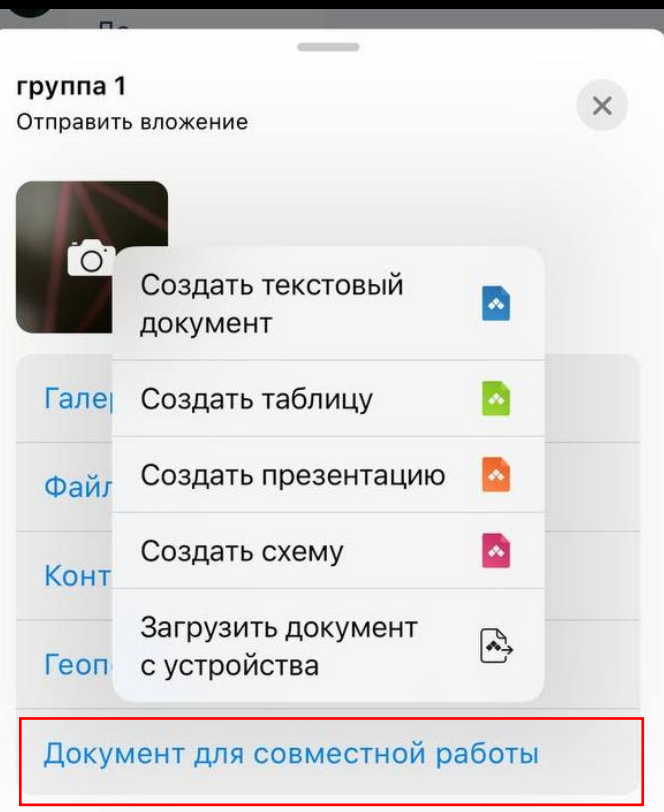 группа 1
Отправить вложение
Создать текстовый
документ
Создать таблицу
Создать презентацию
Создать схему
Загрузить документ
с устройства
Документ для совместной работы